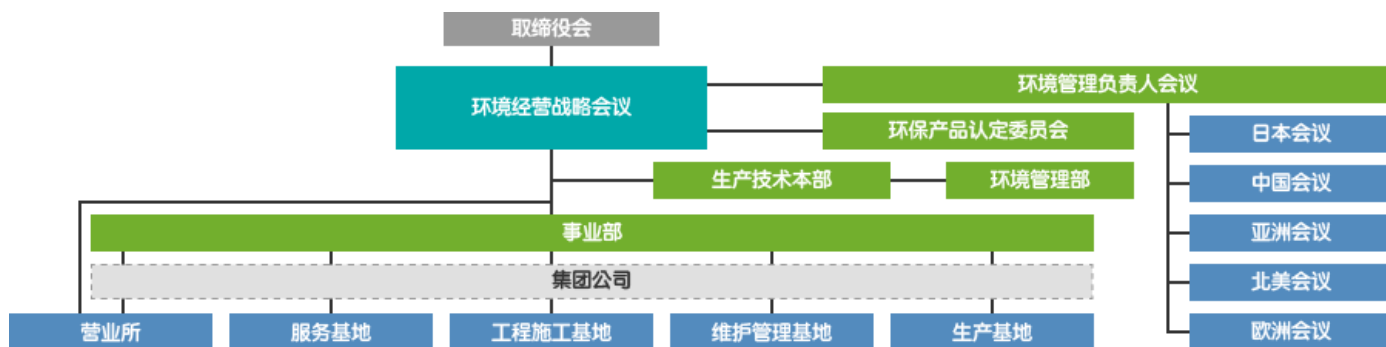 取缔役会
环境经营战略会议
环境管理负责人会议
环保产品认定委员会
日本会议
生产技术本部
环境管理部
中国会议
事业部
亚洲会议
集团公司
北美会议
营业所
服务基地
工程施工基地
维护管理基地
生产基地
欧洲会议